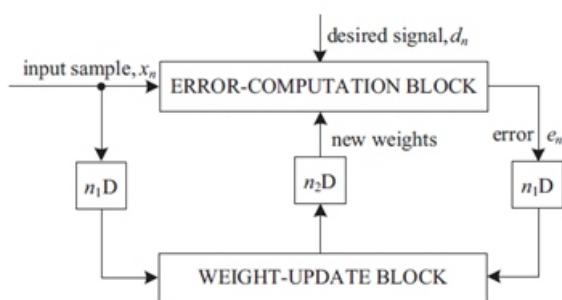 desired signal, dₙ
input sample, xₙ
ERROR-COMPUTATION BLOCK
new weights
error eₙ
n₁D
n₂D
n₁D
WEIGHT-UPDATE BLOCK